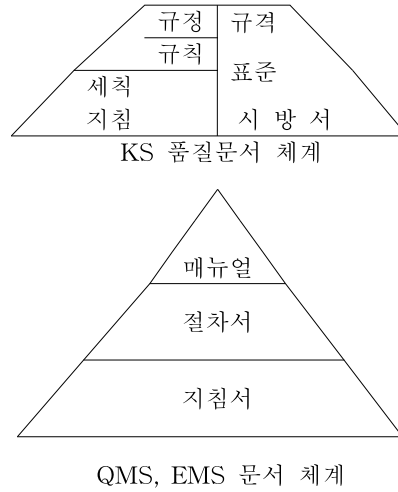 규정 규격
규칙
표준
세칙
지침 시 방 서
KS 품질문서 체계
매뉴얼
절차서
지침서
QMS, EMS 문서 체계